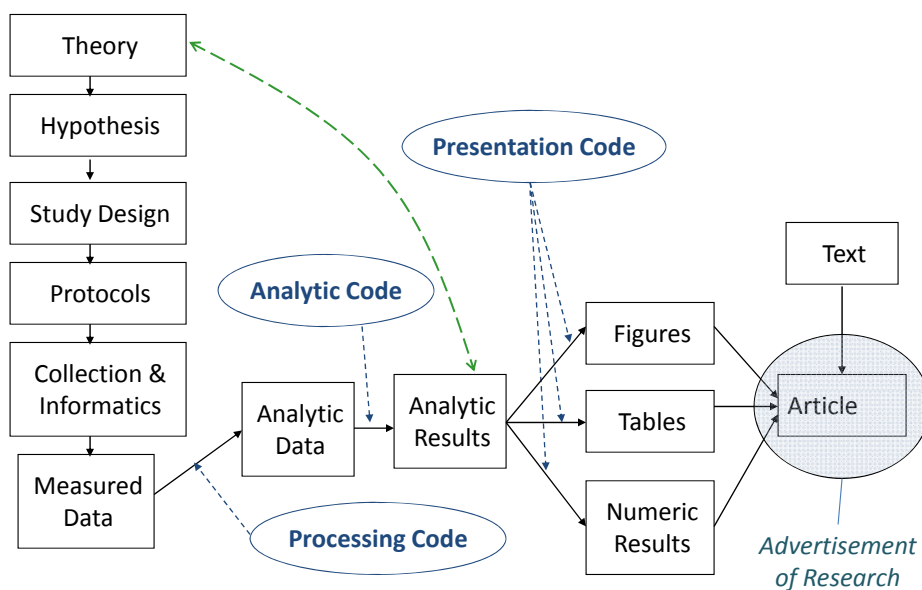 Theory
Hypothesis
Study Design
Protocols
Collection &
Informatics
Measured
Data
Processing Code
Analytic
Data
Analytic Code
Analytic
Results
Presentation Code
Figures
Tables
Numeric
Results
Text
Article
Advertisement
of Research